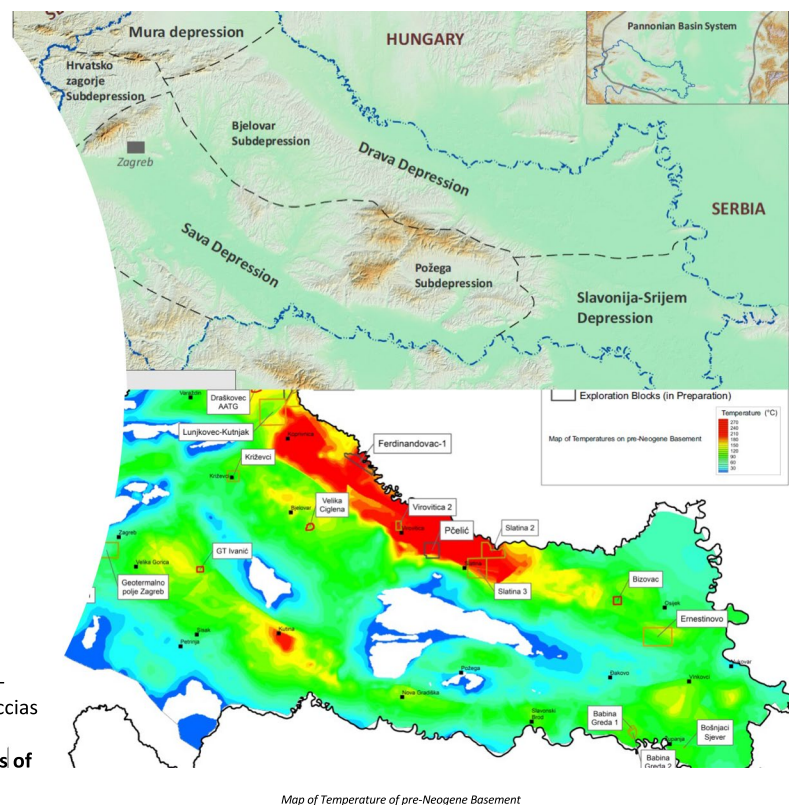 Mura depression
HUNGARY
Pannonian Basin System
Hrvatsko
zagorje
Subdepression
Bjelovar
Subdepression
Zagreb
Drava Depression
SERBIA
Sava Depression
Požega
Subdepression
Slavonija-Srijem
Depression
Draškovec
AATG
Exploration Blocks (in Preparation)
Temperature (°C)
270
240
210
180
150
120
90
60
30
Map of Temperatures on pre-Neogene Basement
Lunjkovec-Kutnjak
Ferdinandovac-1
Križevci
Velika
Ciglena
Bjelovar
Virovitica 2
Pčelić
Slatina 2
Zagreb
Velika Gorica
GT Ivanić
Slatina 3
Geotermalno
polje Zagreb
Bizovac
Osijek
Ernestinovo
Sisak
Petrinja
Kutina
Požega
Đakovo
Vinkovci
Nova Gradiška
Slavonski
Brod
Babina
Greda 1
Bošnjaci
Sjever
Babina
Greda 2
ccias
s of
Map of Temperature of pre-Neogene Basement